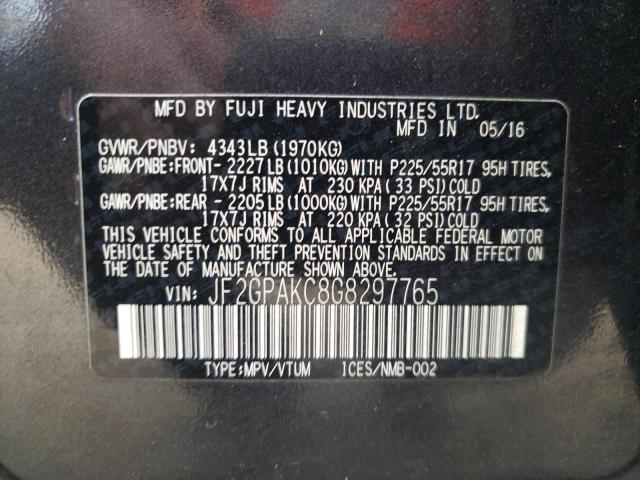 MFD BY FUJI HEAVY INDUSTRIES LTD.
MFD IN 05/16
GVWR/PNBV: 4343LB (1970KG)
GAWR/PNBE:FRONT- 2227LB (1010KG) WITH P225/55R17 95H TIRES,
17X7J RIMS AT 230 KPA ( 33 PSI) COLD
GAWR/PNBE:REAR - 2205LB (1000KG) WITH P225/55R17 95H TIRES,
17X7J RIMS AT 220 KPA ( 32 PSI) COLD
THIS VEHICLE CONFORMS TO ALL APPLICABLE FEDERAL MOTOR
VEHICLE SAFETY AND THEFT PREVENTION STANDARDS IN EFFECT
ON THE DATE OF MANUFACTURE SHOWN ABOVE.
VIN: JF2GPAKC8G8297765
TYPE:MPV/VTUM ICES/NMB-002